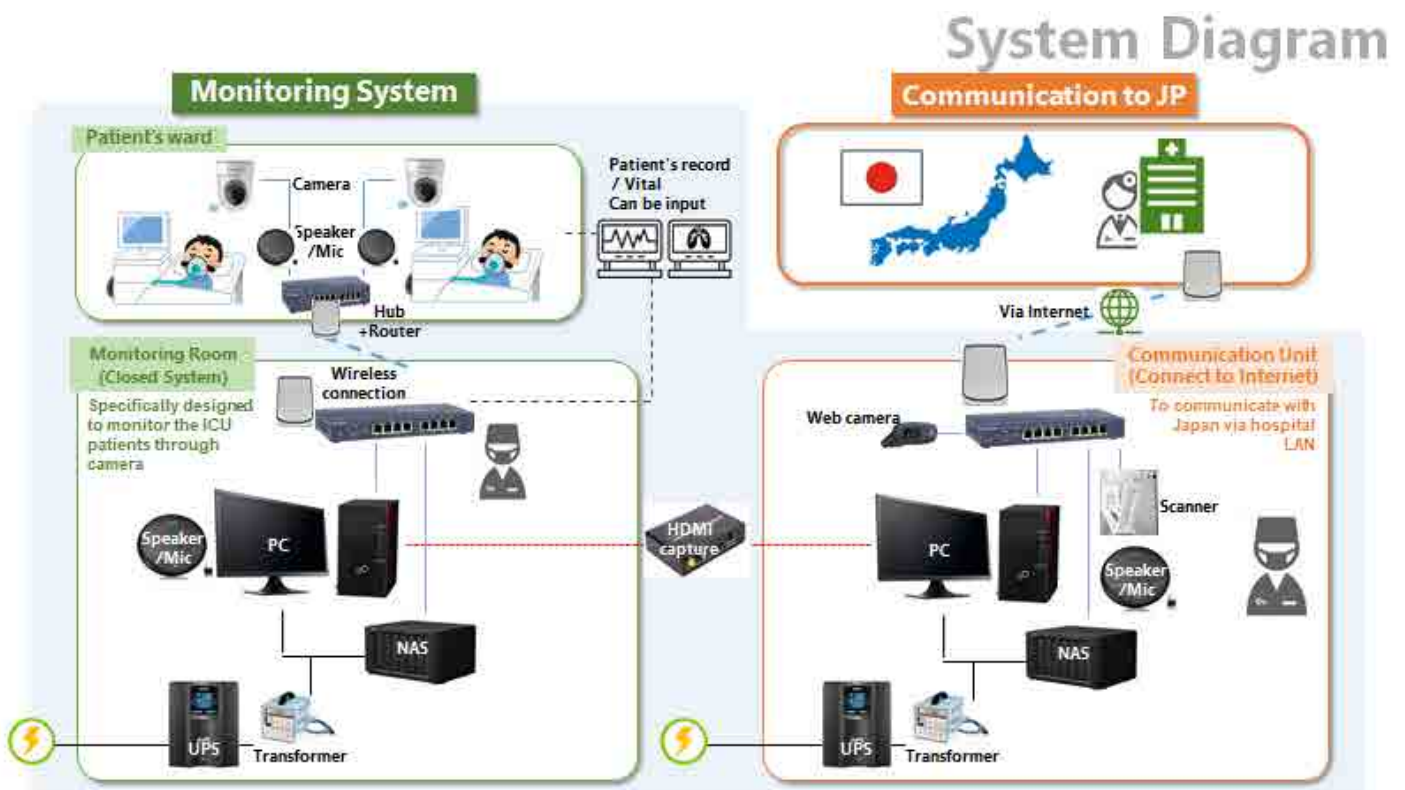 System Diagram
Monitoring System
Communication to JP
Patient's ward
Camera
Speaker
/Mic
Hub
+Router
Patient's record
/ Vital
Can be input
Via Internet
Monitoring Room
(Closed System)
Specifically designed
to monitor the ICU
patients through
camera
Wireless
connection
Speaker
/Mic
PC
NAS
UPS
Transformer
HDMI
capture
Communication Unit
(Connect to Internet)
To communicate with
Japan via hospital
LAN
Web camera
Scanner
PC
Speaker
/Mic
NAS
UPS
Transformer